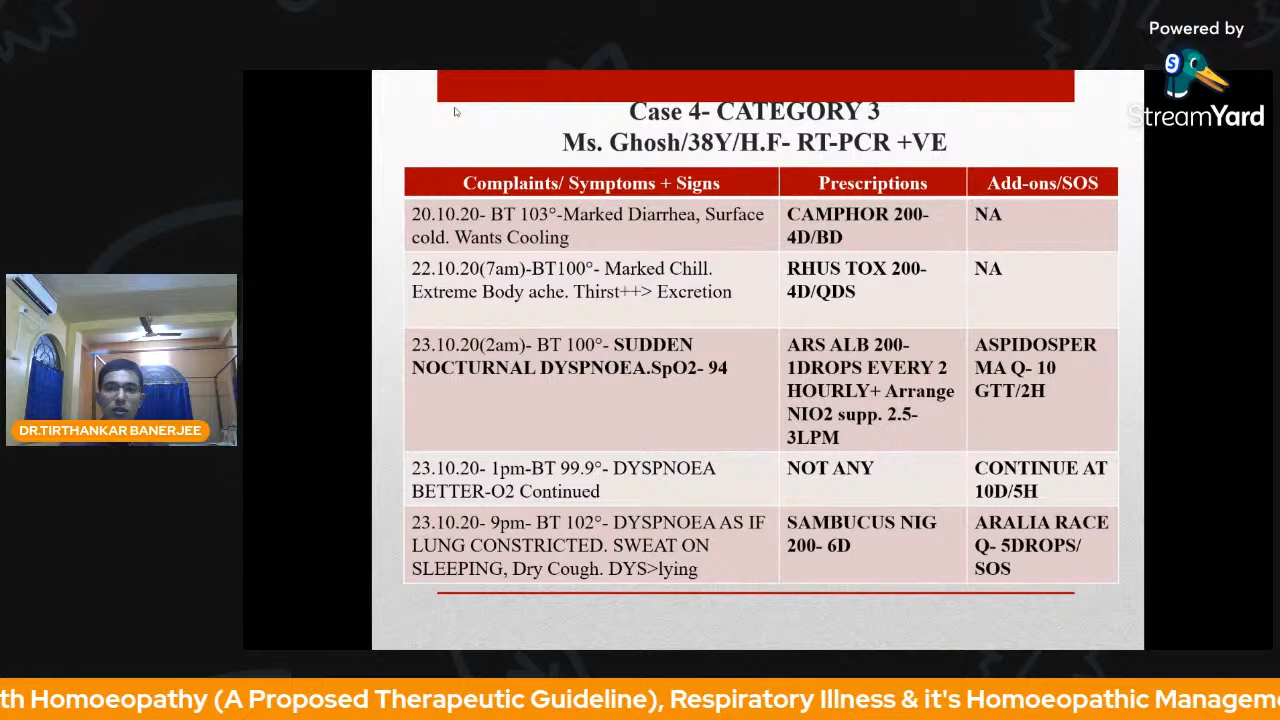 Powered by
S
StreamYard
Case 4- CATEGORY 3
Ms. Ghosh/38Y/H.F- RT-PCR +VE
Complaints/ Symptoms + Signs
Prescriptions
Add-ons/SOS
20.10.20- BT 103°-Marked Diarrhea, Surface
cold. Wants Cooling
CAMPHOR 200-
4D/BD
NA
22.10.20(7am)-BT100°- Marked Chill.
Extreme Body ache. Thirst++> Excretion
RHUS TOX 200-
4D/QDS
NA
23.10.20(2am)- BT 100°- SUDDEN
NOCTURNAL DYSPNOEA.SpO2- 94
ARS ALB 200-
1DROPS EVERY 2
HOURLY+ Arrange
NIO2 supp. 2.5-
3LPM
ASPIDOSPER
MA Q- 10
GTT/2H
23.10.20- 1pm-BT 99.9°- DYSPNOEA
BETTER-O2 Continued
NOT ANY
CONTINUE AT
10D/5H
23.10.20- 9pm- BT 102°- DYSPNOEA AS IF
LUNG CONSTRICTED. SWEAT ON
SLEEPING, Dry Cough. DYS>lying
SAMBUCUS NIG
200- 6D
ARALIA RACE
Q- 5DROPS/
SOS
DR.TIRTHANKAR BANERJEE
th Homoeopathy (A Proposed Therapeutic Guideline), Respiratory Illness & it's Homoeopathic Manageme